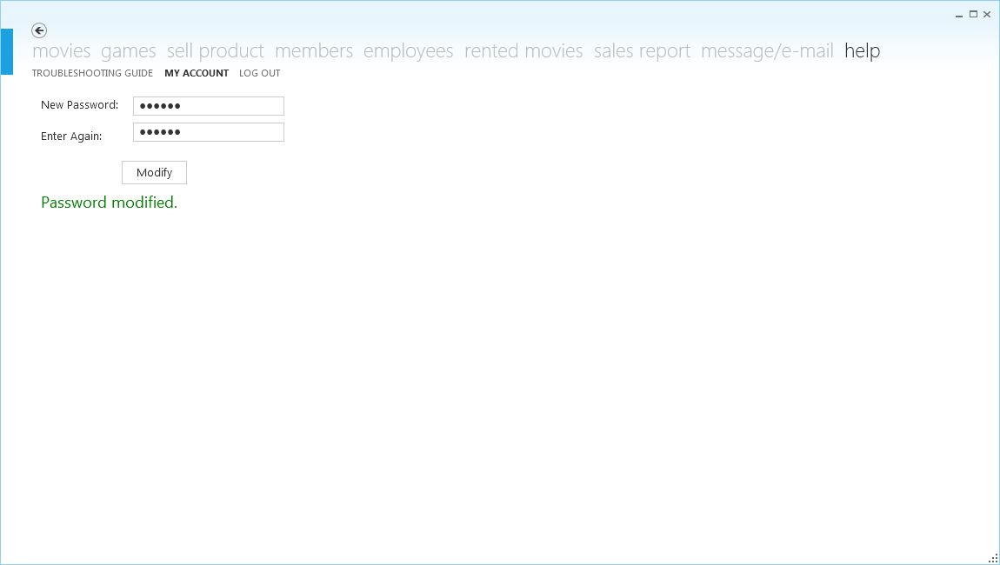 movies games sell product members employees rented movies sales report message/e-mail help
TROUBLESHOOTING GUIDE MY ACCOUNT LOG OUT
New Password: ●●●●●●
Enter Again: ●●●●●●
Modify
Password modified.